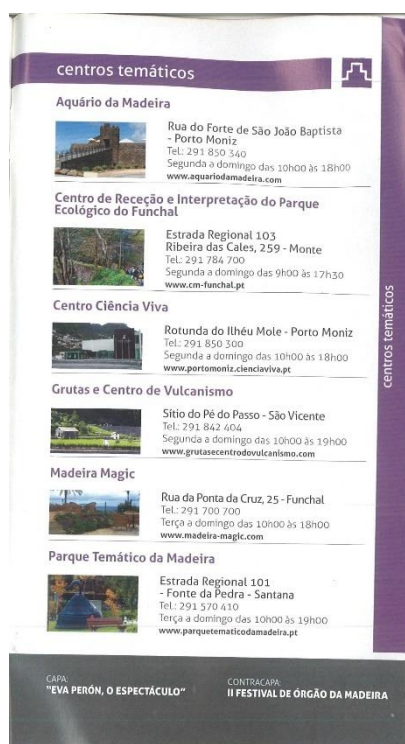 centros temáticos
Aquário da Madeira
Rua do Forte de São João Baptista
- Porto Moniz
Tel.: 291 850 340
Segunda a domingo das 10h00 às 18h00
www.aquariodamadeira.com
Centro de Receção e Interpretação do Parque
Ecológico do Funchal
Estrada Regional 103
Ribeira das Cales, 259 - Monte
Tel.: 291 784 700
Segunda a domingo das 9h00 às 17h30
www.cm-funchal.pt
Centro Ciência Viva
Rotunda do Ilhéu Mole - Porto Moniz
Tel.: 291 850 300
Segunda a domingo das 10h00 às 18h00
www.portomoniz.cienciaviva.pt
Grutas e Centro de Vulcanismo
Sítio do Pé do Passo - São Vicente
Tel.: 291 842 404
Segunda a domingo das 10h00 às 19h00
www.grutasecentrodovulcanismo.com
Madeira Magic
Rua da Ponta da Cruz, 25 - Funchal
Tel.: 291 700 700
Terça a domingo das 10h00 às 18h00
www.madeira-magic.com
Parque Temático da Madeira
Estrada Regional 101
- Fonte da Pedra - Santana
Tel.: 291 570 410
Terça a domingo das 10h00 às 19h00
www.parquetematicodamadeira.pt
centros temáticos
CAPA:
"EVA PERÓN, O ESPECTÁCULO"
CONTRACAPA:
II FESTIVAL DE ÓRGÃO DA MADEIRA